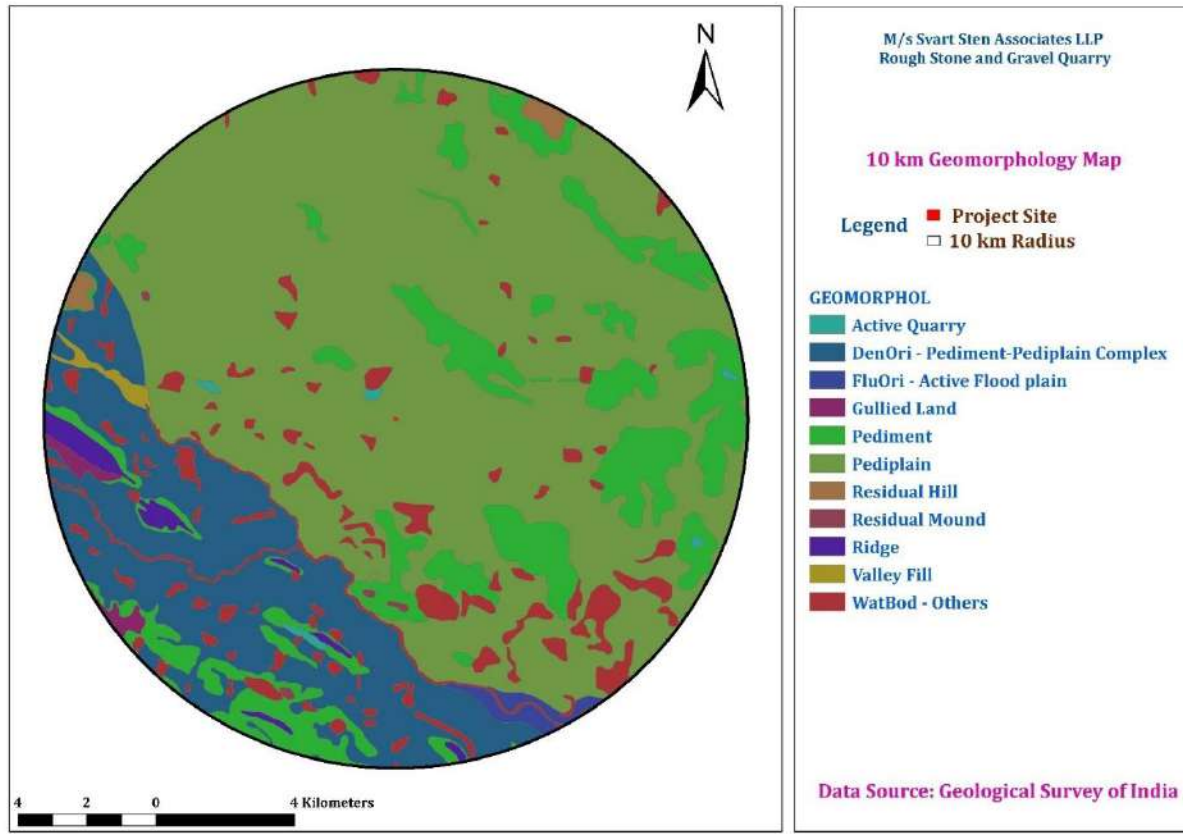 N
4 2 0 4 Kilometers
M/s Svart Sten Associates LLP
Rough Stone and Gravel Quarry
10 km Geomorphology Map
Legend
Project Site
10 km Radius
GEOMORPHOL
Active Quarry
DenOri - Pediment-Pediplain Complex
FluOri - Active Flood plain
Gullied Land
Pediment
Pediplain
Residual Hill
Residual Mound
Ridge
Valley Fill
WatBod - Others
Data Source: Geological Survey of India